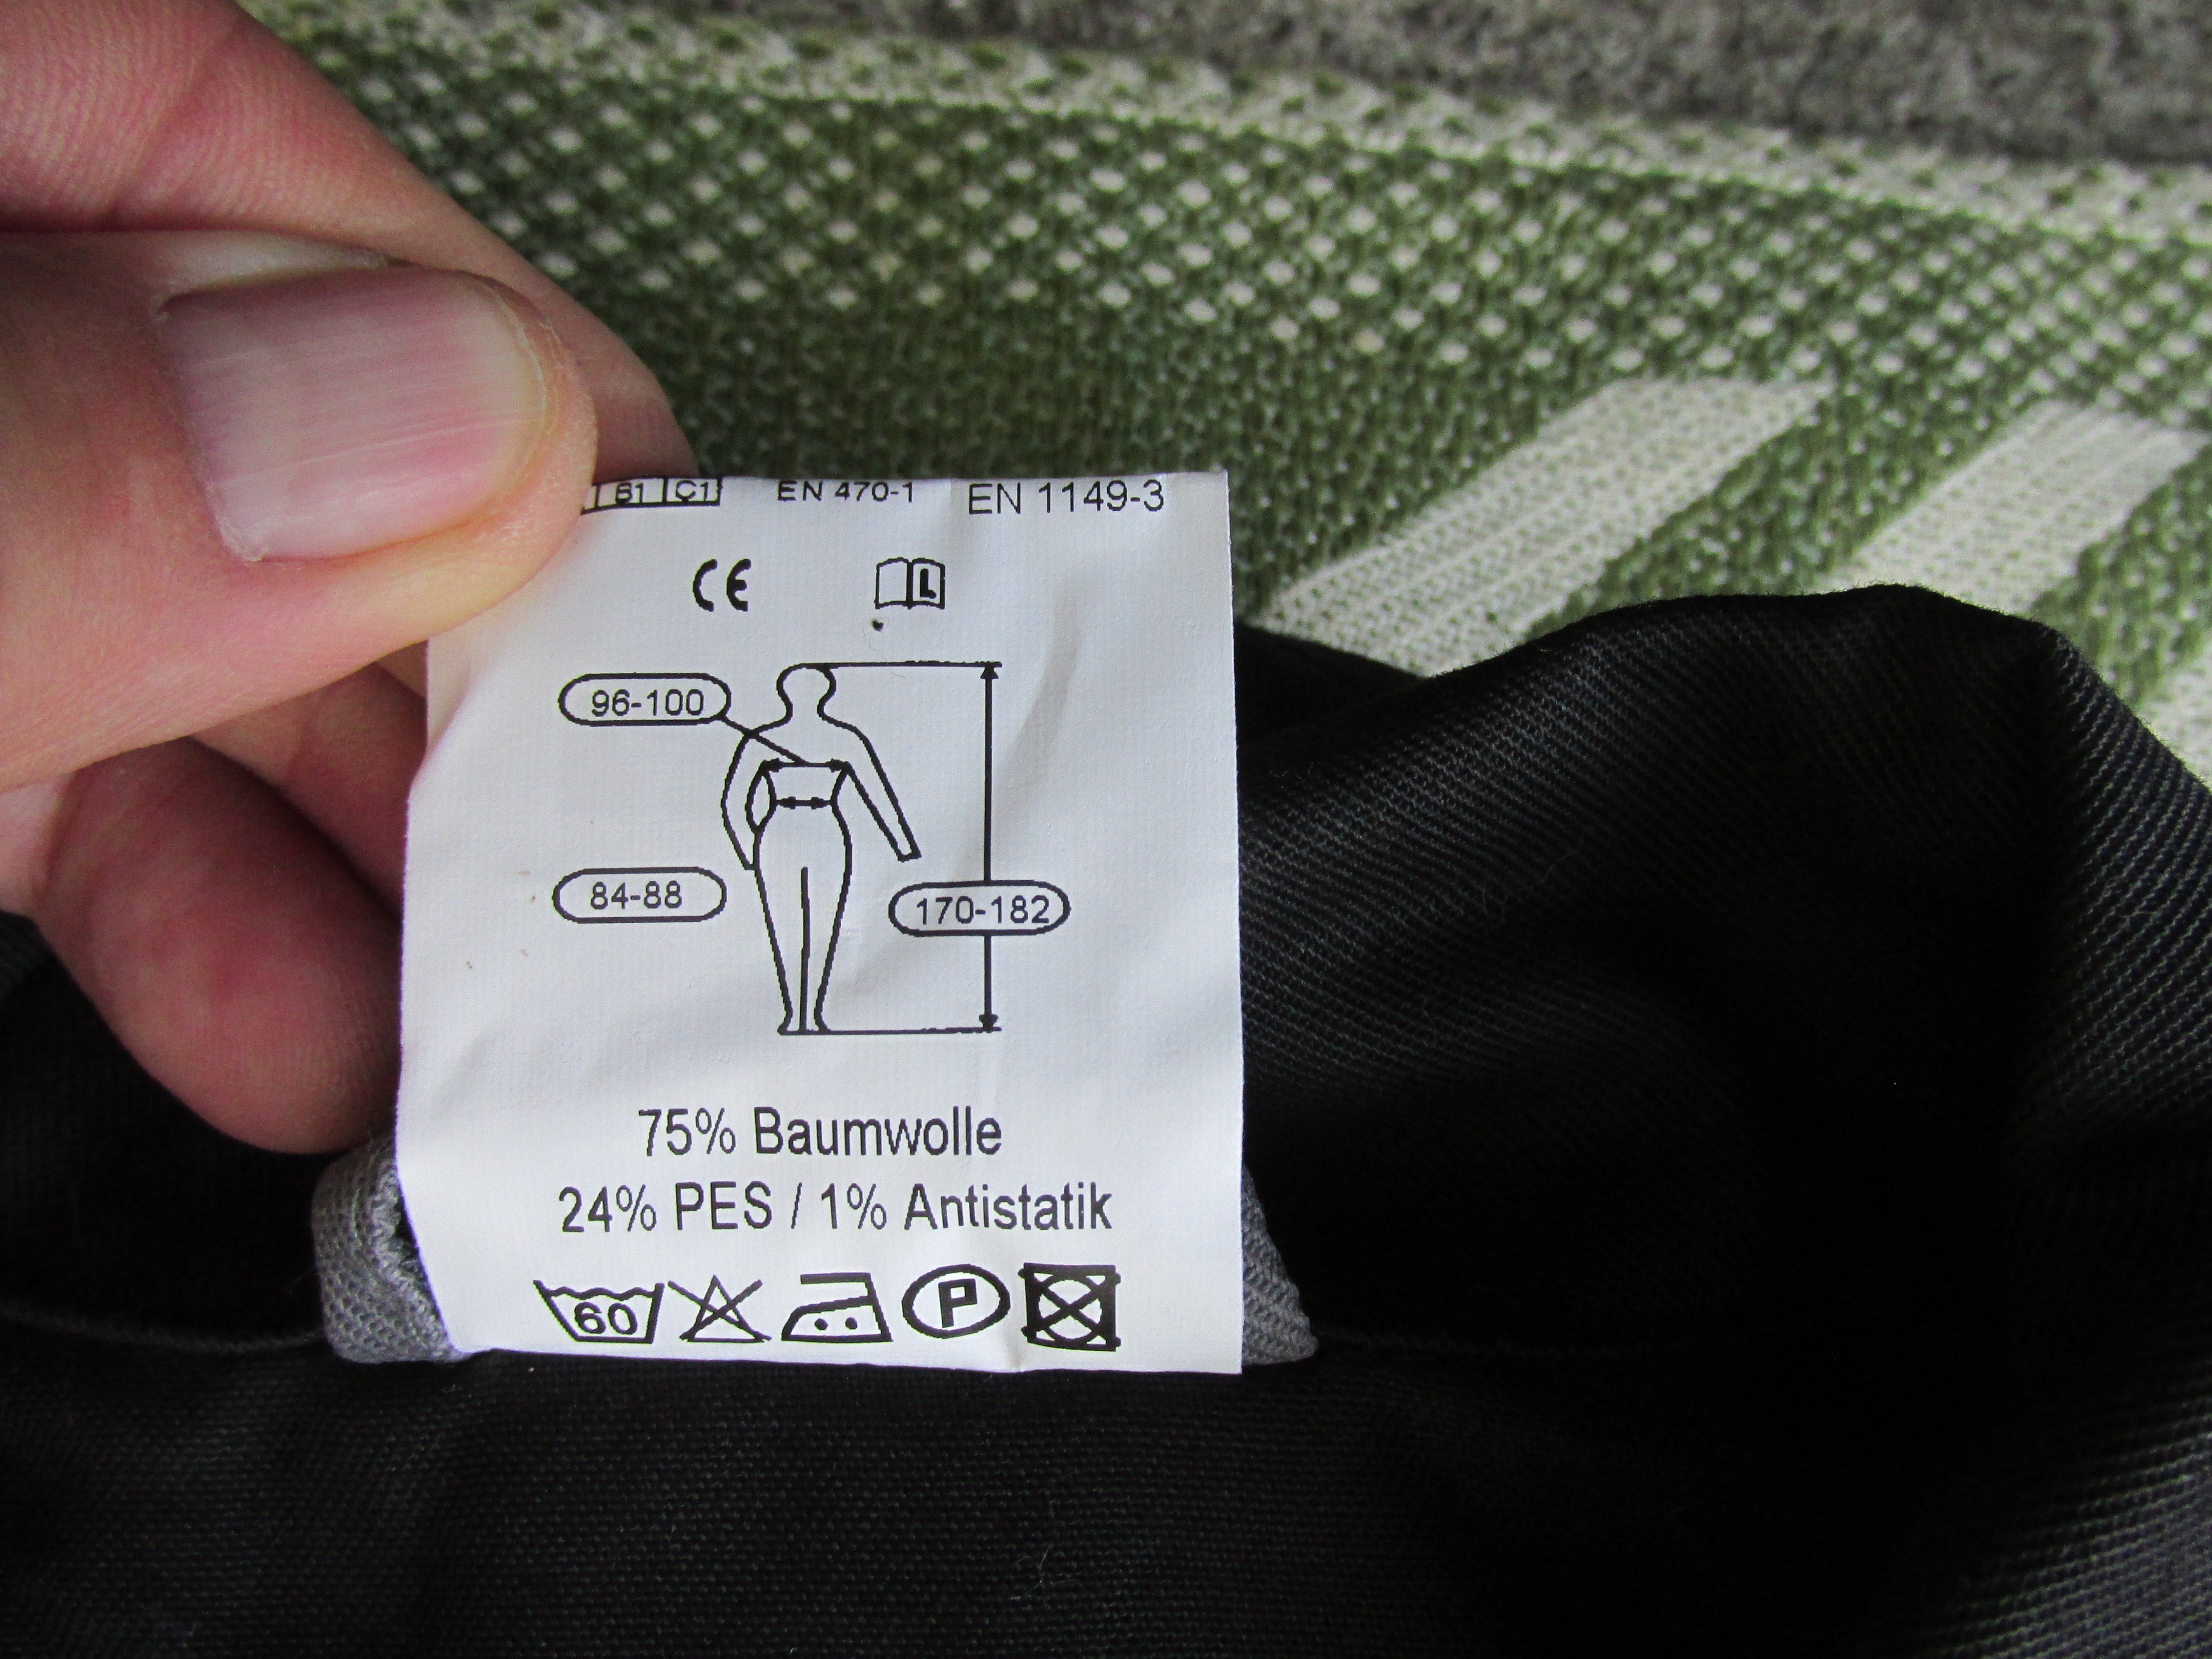 B1 C1 EN 470-1 EN 1149-3
CE L
96-100
84-88
170-182
75% Baumwolle
24% PES / 1% Antistatik
60 P